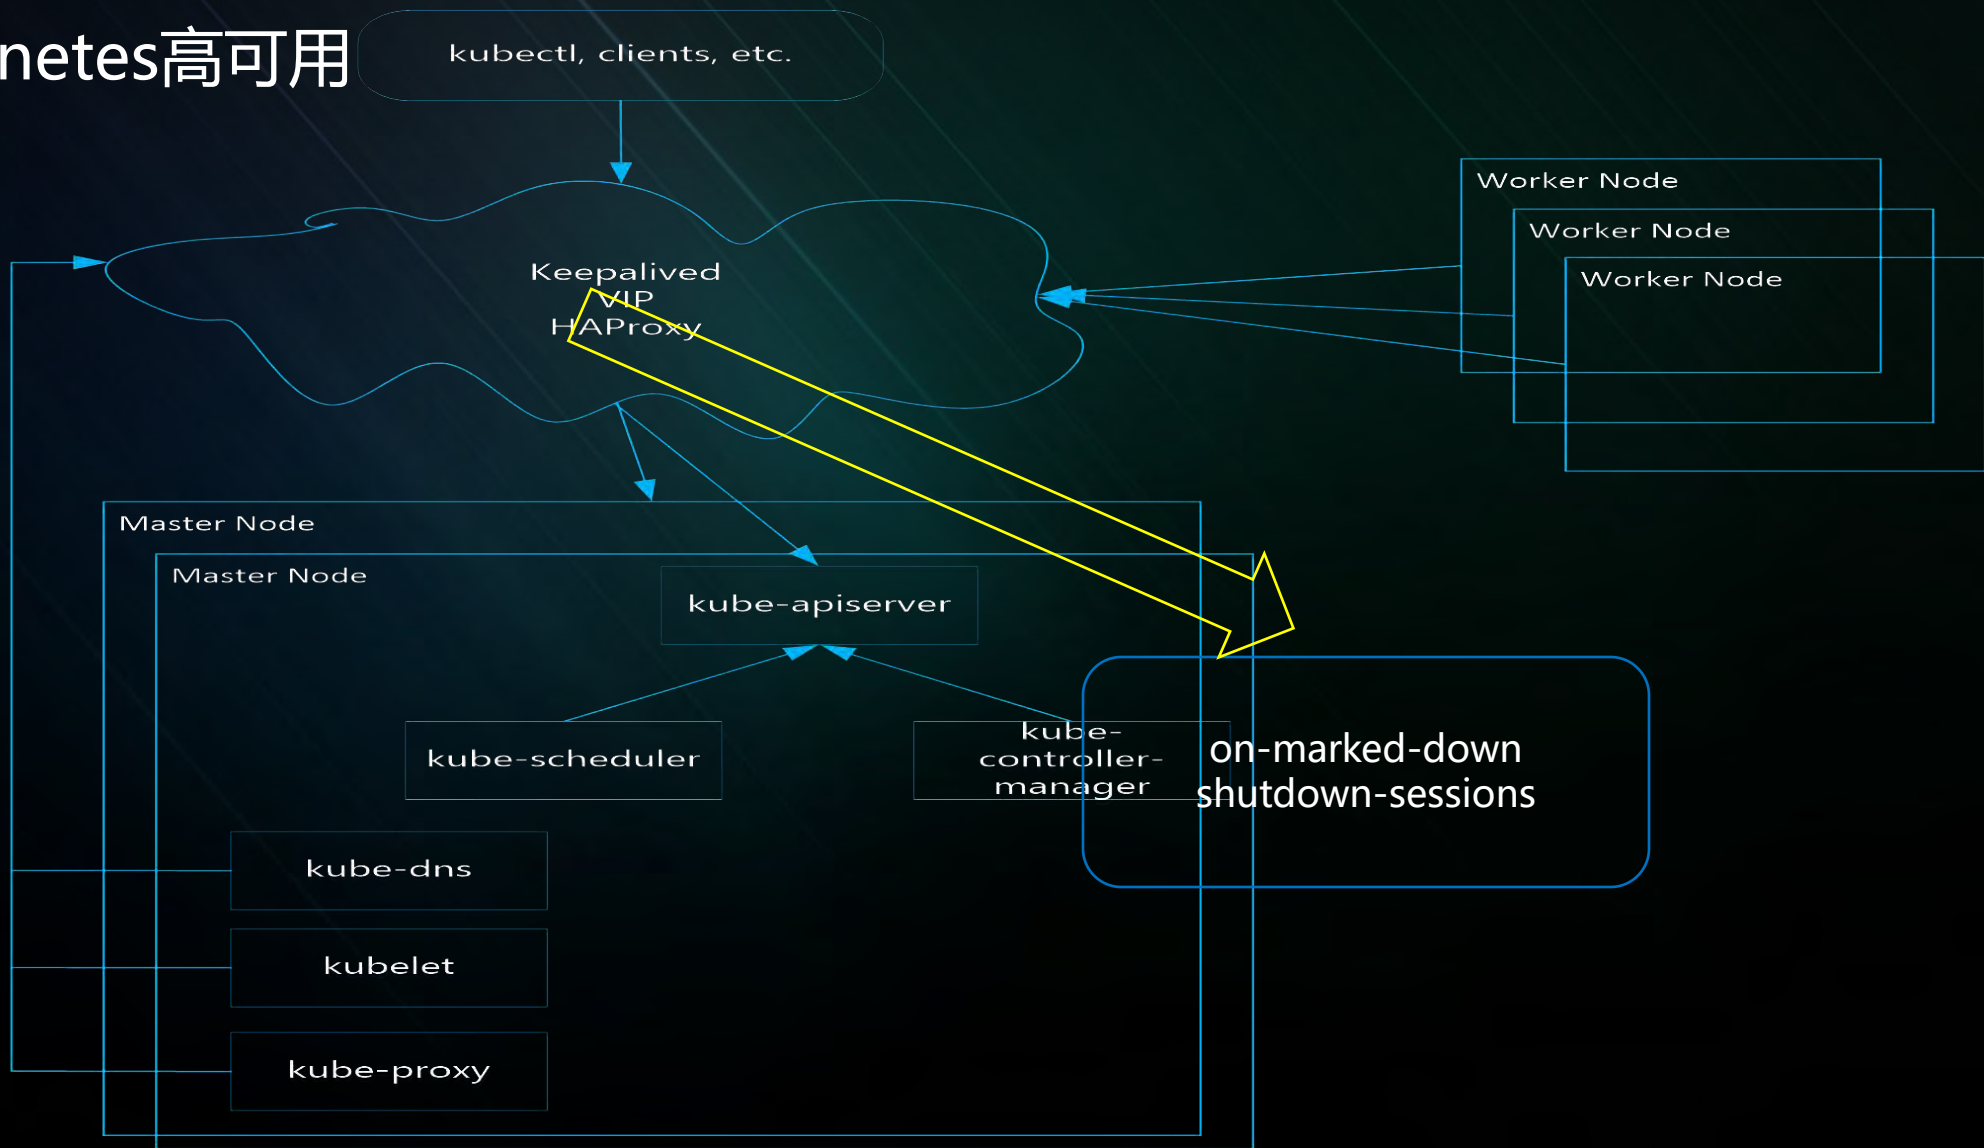 netes高可用
kubectl, clients, etc.
Worker Node
Worker Node
Worker Node
Keepalived
VIP
HAProxy
Master Node
Master Node
kube-apiserver
kube-scheduler
kube-
controller-
manager
on-marked-down
shutdown-sessions
kube-dns
kubelet
kube-proxy